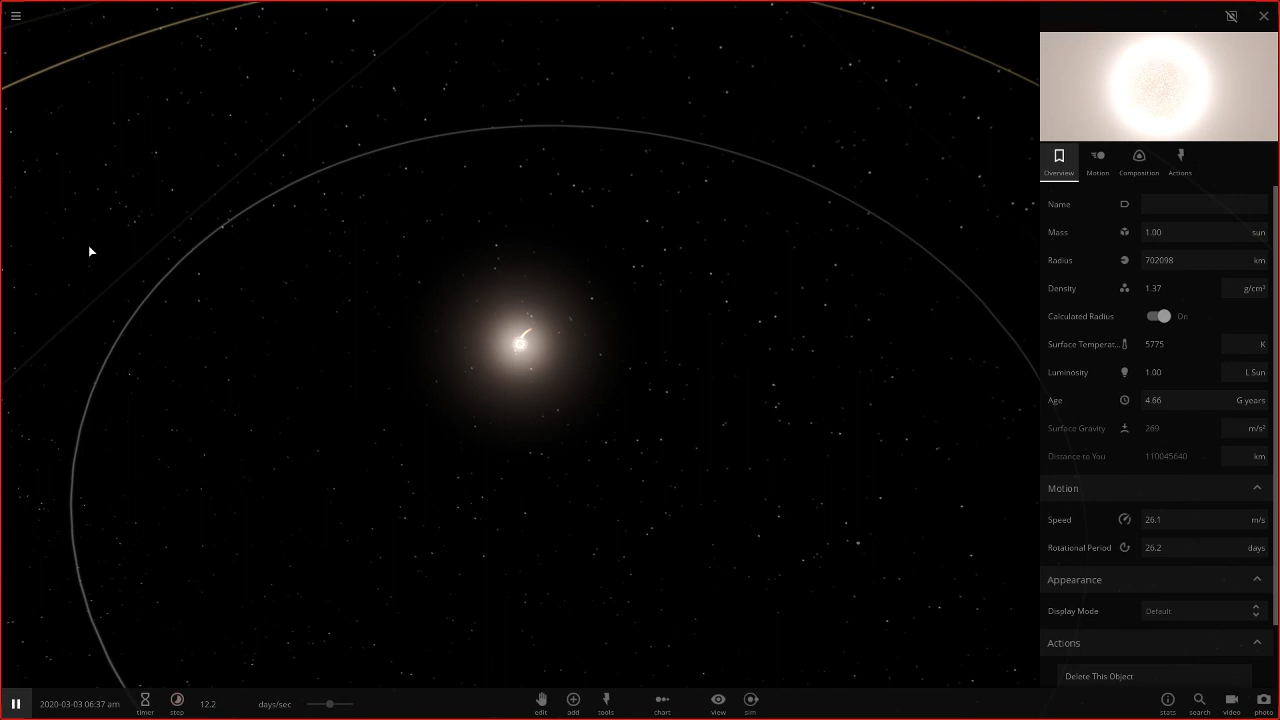 Overview Motion Composition Actions
Name
Mass 1.00 sun
Radius 702098 km
Density 1.37 g/cm³
Calculated Radius On
Surface Temperat... 5775 K
Luminosity 1.00 L Sun
Age 4.66 G years
Surface Gravity 269 m/s²
Distance to You 110045640 km
Motion
Speed 26.1 m/s
Rotational Period 26.2 days
Appearance
Display Mode Default
Actions
Delete This Object
2020-03-03 06:37 am timer step 12.2 days/sec edit add tools chart view sim stats search video photo